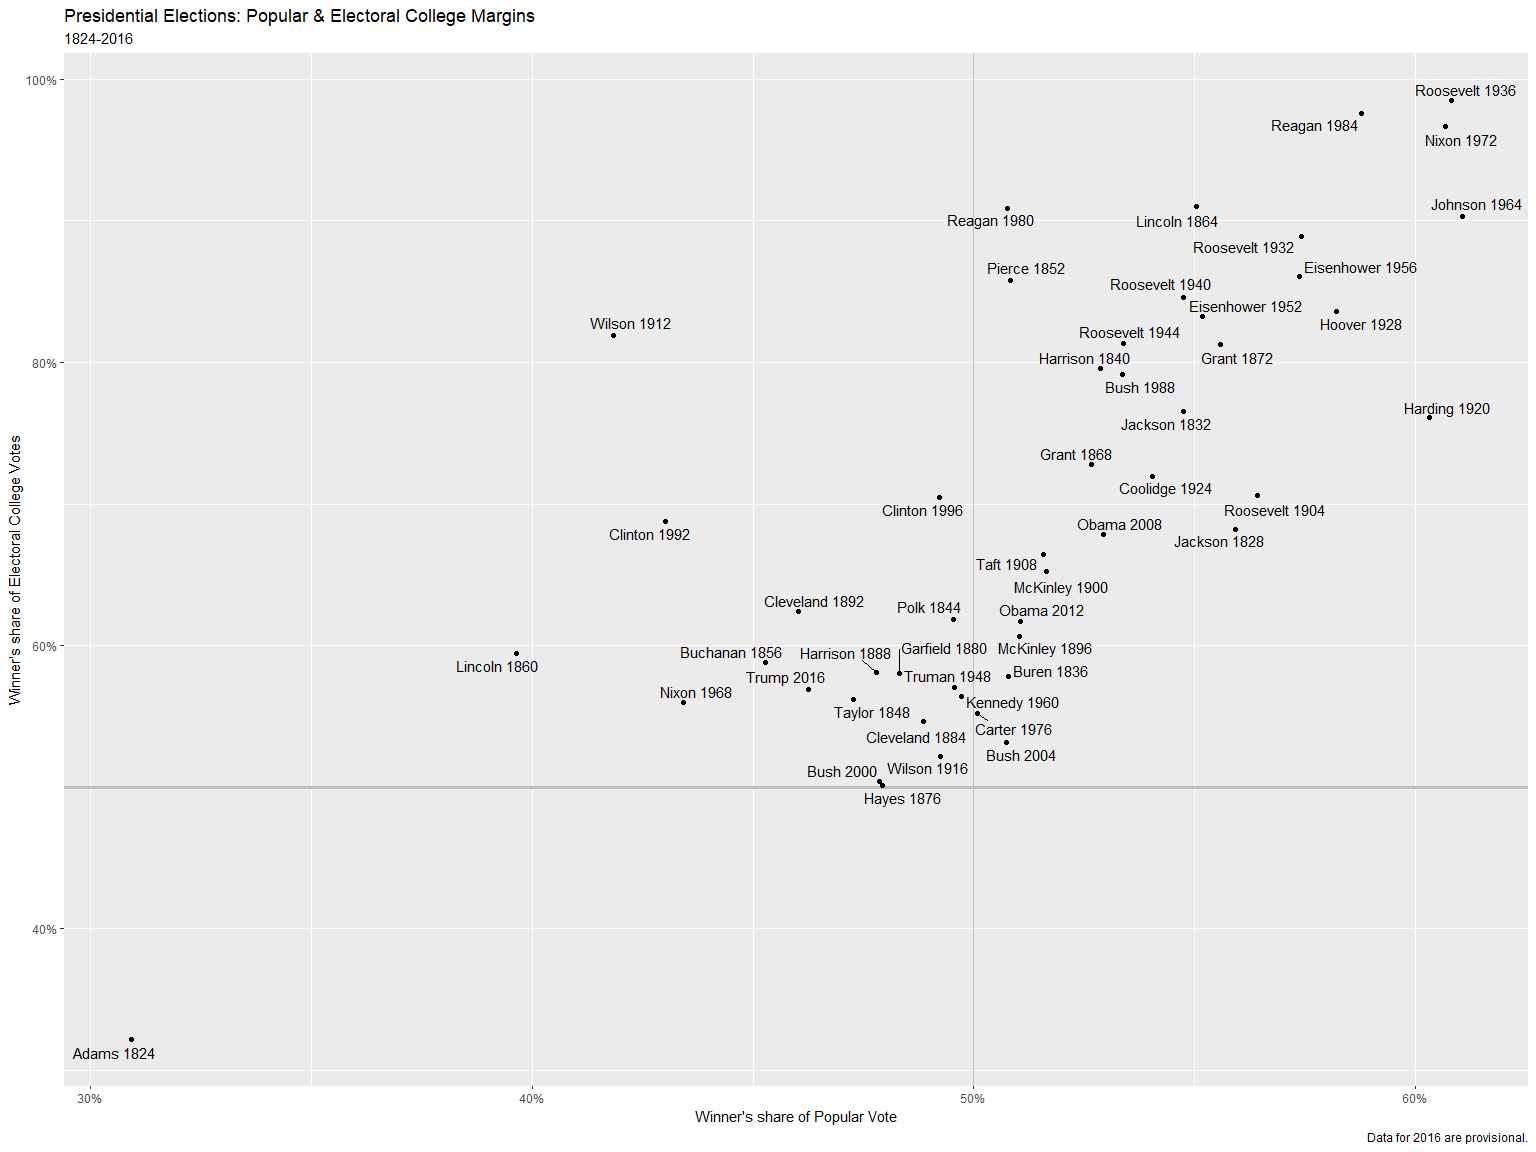 Presidential Elections: Popular & Electoral College Margins
1824-2016
100%
80%
60%
40%
Winner's share of Electoral College Votes
Roosevelt 1936
Reagan 1984
Nixon 1972
Johnson 1964
Reagan 1980
Lincoln 1864
Roosevelt 1932
Pierce 1852
Eisenhower 1956
Roosevelt 1940
Eisenhower 1952
Wilson 1912
Hoover 1928
Roosevelt 1944
Harrison 1840
Grant 1872
Bush 1988
Harding 1920
Jackson 1832
Grant 1868
Coolidge 1924
Clinton 1996
Roosevelt 1904
Obama 2008
Clinton 1992
Jackson 1828
Taft 1908
McKinley 1900
Cleveland 1892
Polk 1844
Obama 2012
Garfield 1880
McKinley 1896
Buchanan 1856
Harrison 1888
Lincoln 1860
Buren 1836
Trump 2016
Truman 1948
Nixon 1968
Kennedy 1960
Taylor 1848
Carter 1976
Cleveland 1884
Bush 2004
Wilson 1916
Bush 2000
Hayes 1876
Adams 1824
30%
40%
50%
60%
Winner's share of Popular Vote
Data for 2016 are provisional.